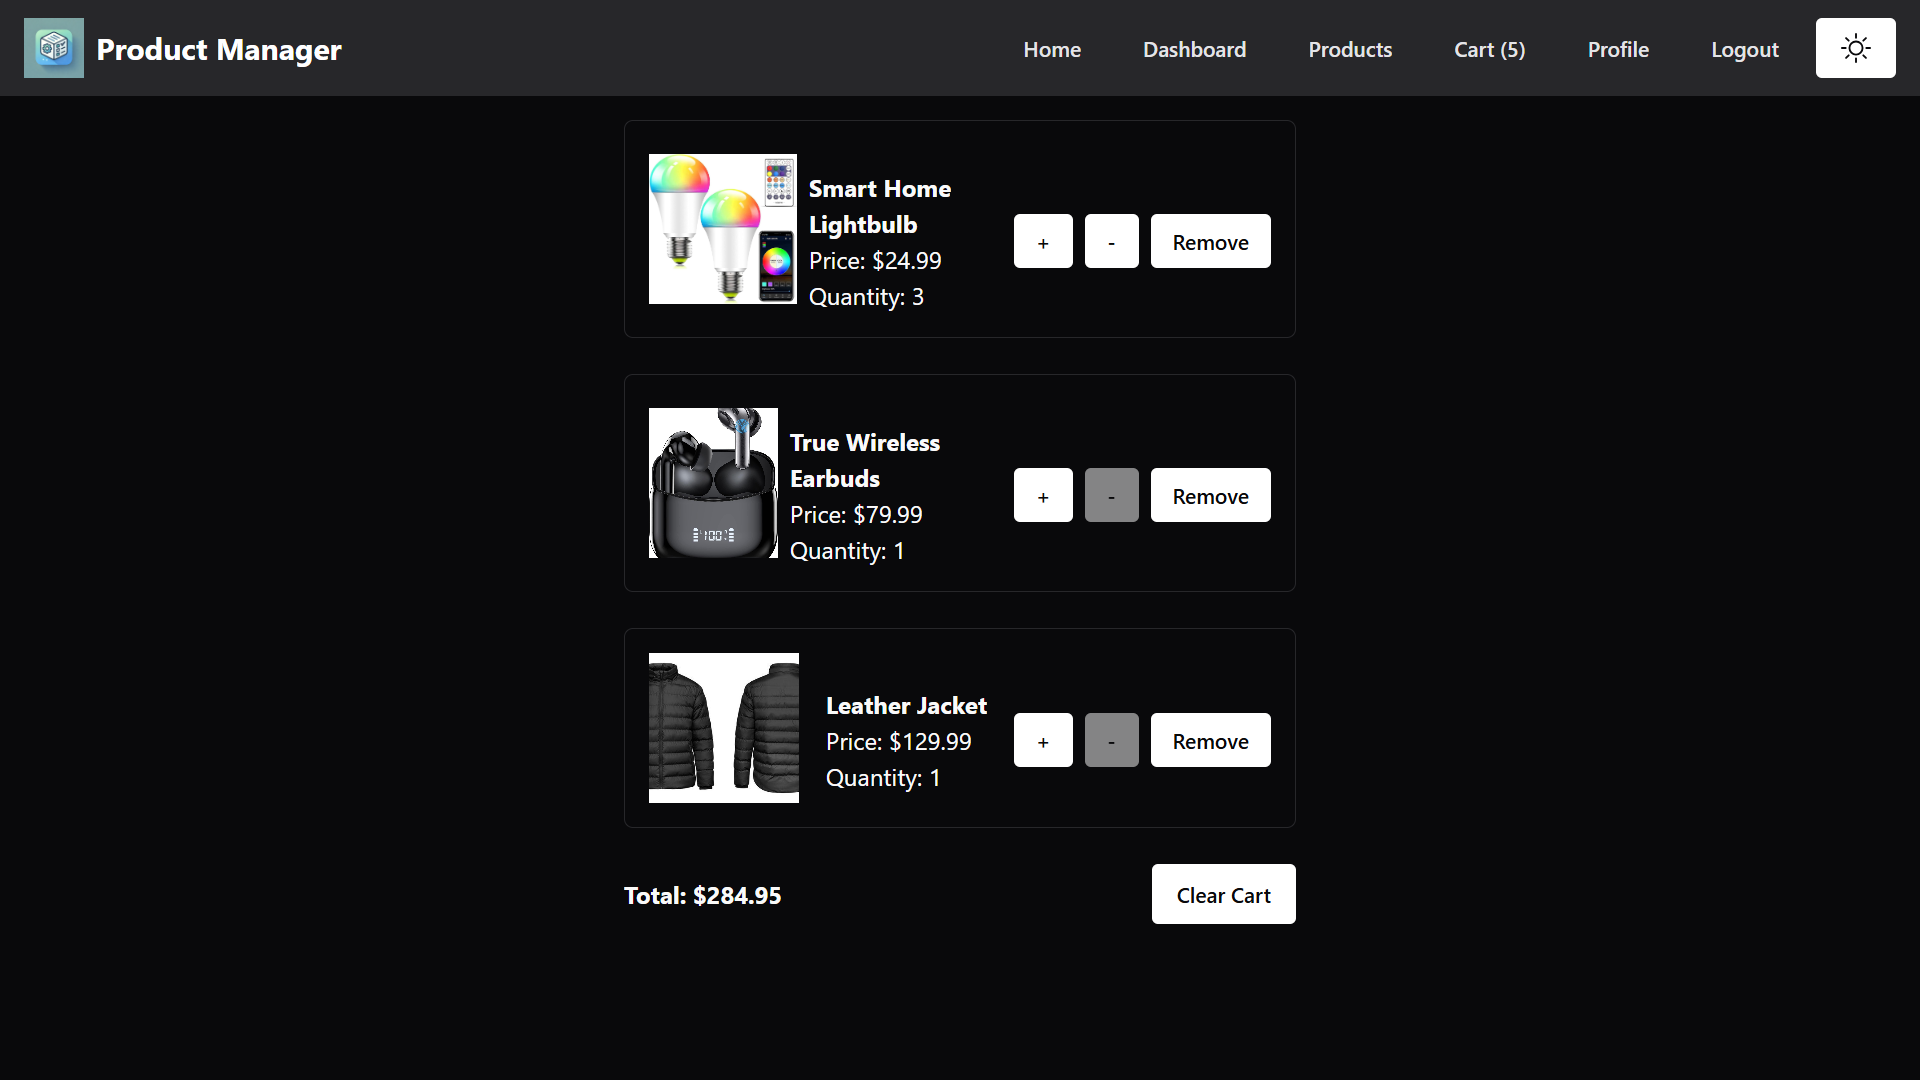 Product Manager
Home
Dashboard
Products
Cart (5)
Profile
Logout
Smart Home
Lightbulb
Price: $24.99
Quantity: 3
+
-
Remove
True Wireless
Earbuds
Price: $79.99
Quantity: 1
+
-
Remove
Leather Jacket
Price: $129.99
Quantity: 1
+
-
Remove
Total: $284.95
Clear Cart